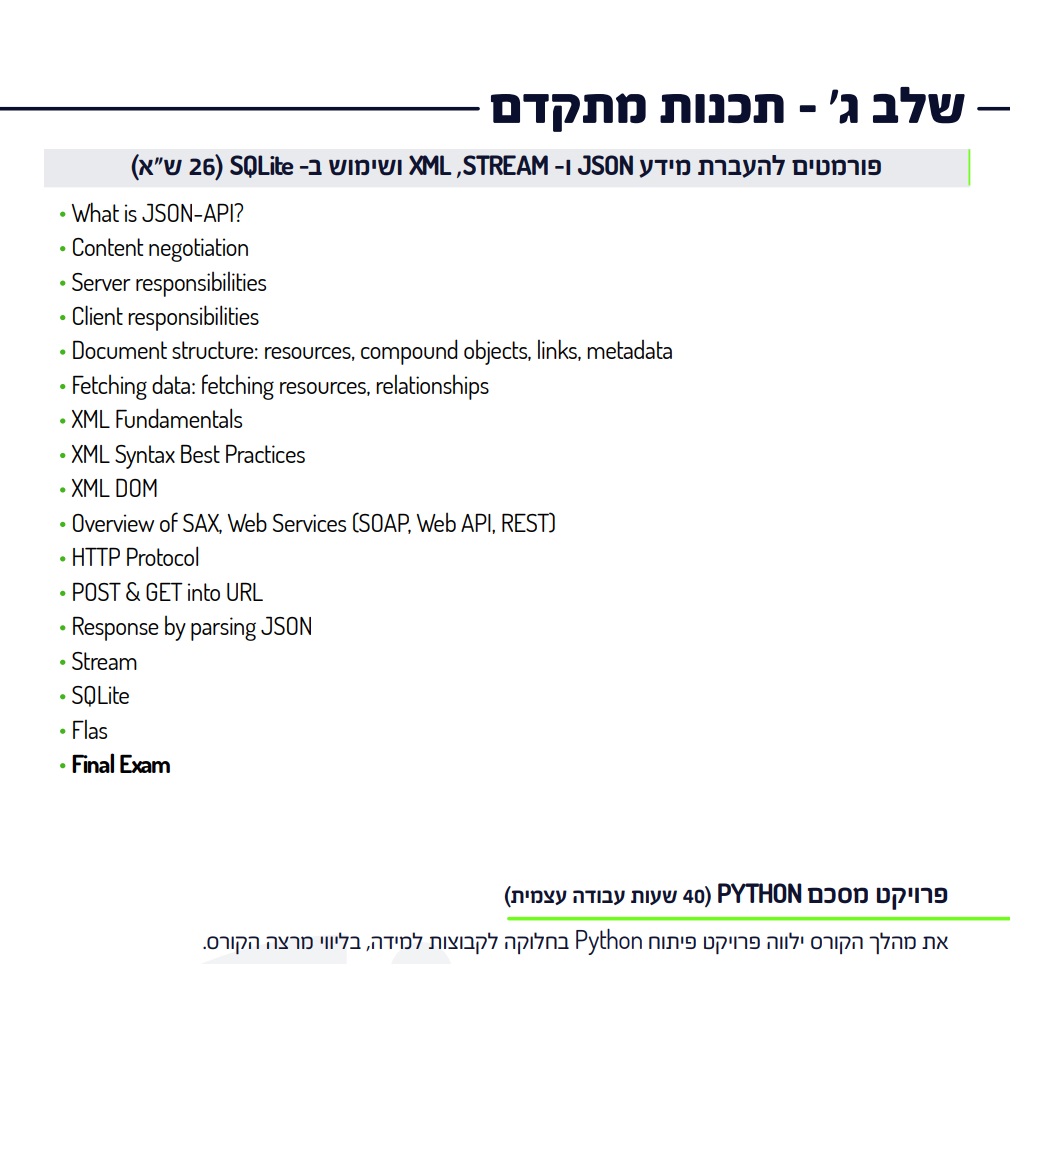 שלב ג' - תכנות מתקדם
פורמטים להעברת מידע JSON ו- XML ,STREAM ושימוש ב- SQLite (26 ש"א)
• What is JSON-API?
• Content negotiation
• Server responsibilities
• Client responsibilities
• Document structure: resources, compound objects, links, metadata
• Fetching data: fetching resources, relationships
• XML Fundamentals
• XML Syntax Best Practices
• XML DOM
• Overview of SAX, Web Services (SOAP, Web API, REST)
• HTTP Protocol
• POST & GET into URL
• Response by parsing JSON
• Stream
• SQLite
• Flas
• Final Exam
פרויקט מסכם PYTHON (40 שעות עבודה עצמית)
את מהלך הקורס ילווה פרויקט פיתוח Python בחלוקה לקבוצות למידה, בליווי מרצה הקורס.